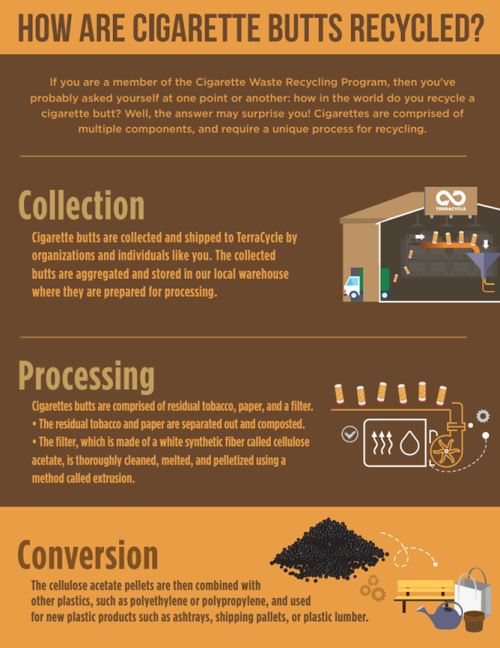 HOW ARE CIGARETTE BUTTS RECYCLED?
If you are a member of the Cigarette Waste Recycling Program, then you've
probably asked yourself at one point or another: how in the world do you recycle a
cigarette butt? Well, the answer may surprise you! Cigarettes are comprised of
multiple components, and require a unique process for recycling.
Collection
Cigarette butts are collected and shipped to TerraCycle by
organizations and individuals like you. The collected
butts are aggregated and stored in our local warehouse
where they are prepared for processing.
TERRACYCLE
Processing
Cigarettes butts are comprised of residual tobacco, paper, and a filter.
• The residual tobacco and paper are separated out and composted.
• The filter, which is made of a white synthetic fiber called cellulose
acetate, is thoroughly cleaned, melted, and pelletized using a
method called extrusion.
Conversion
The cellulose acetate pellets are then combined with
other plastics, such as polyethylene or polypropylene, and used
for new plastic products such as ashtrays, shipping pallets, or plastic lumber.